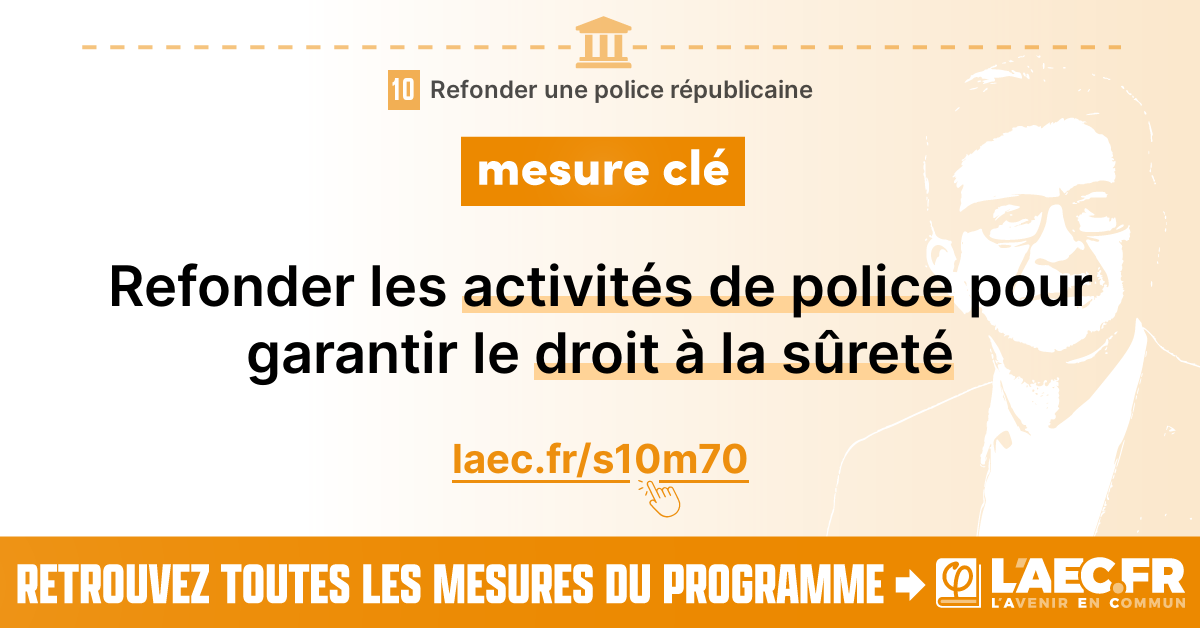 10 Refonder une police républicaine
mesure clé
Refonder les activités de police pour
garantir le droit à la sûreté
laec.fr/s10m70
RETROUVEZ TOUTES LES MESURES DU PROGRAMME
φ L'AEC.FR
L'AVENIR EN COMMUN